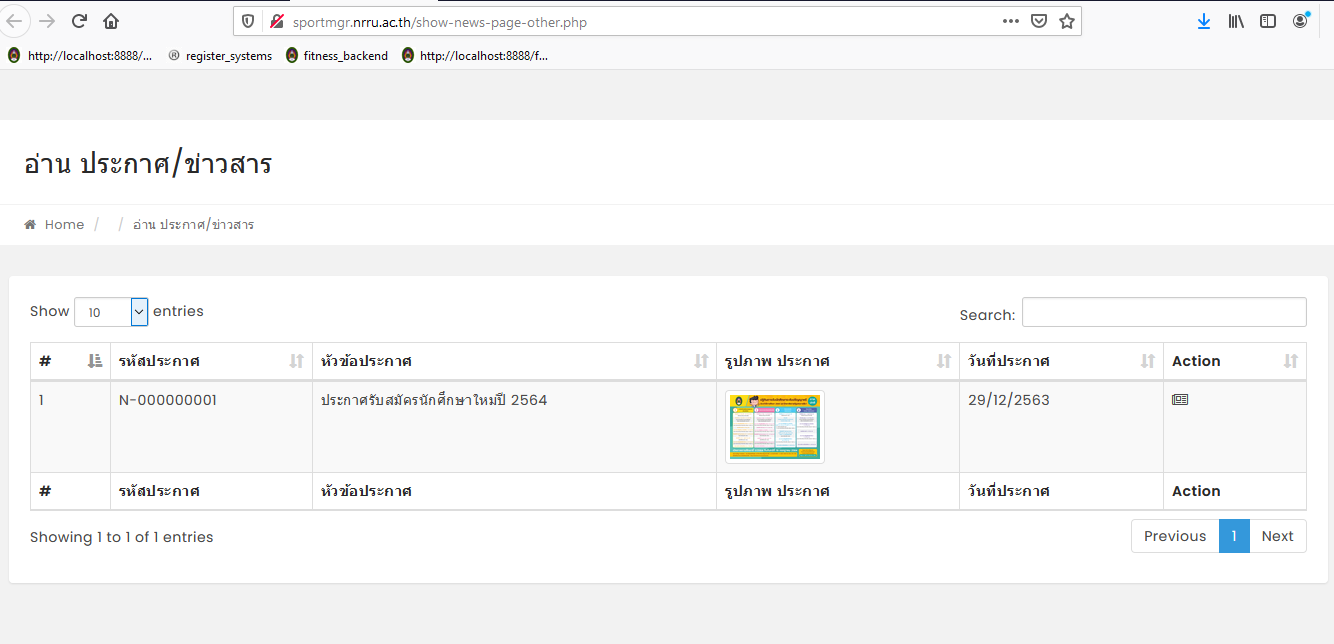 sportmgr.nrru.ac.th/show-news-page-other.php
http://localhost:8888/... register_systems fitness_backend http://localhost:8888/f...
อ่าน ประกาศ/ข่าวสาร
Home / / อ่าน ประกาศ/ข่าวสาร
Show 10 entries Search:
# รหัสประกาศ หัวข้อประกาศ รูปภาพ ประกาศ วันที่ประกาศ Action
1 N-000000001 ประกาศรับสมัครนักศึกษาใหม่ปี 2564 29/12/2563
# รหัสประกาศ หัวข้อประกาศ รูปภาพ ประกาศ วันที่ประกาศ Action
Showing 1 to 1 of 1 entries Previous 1 Next